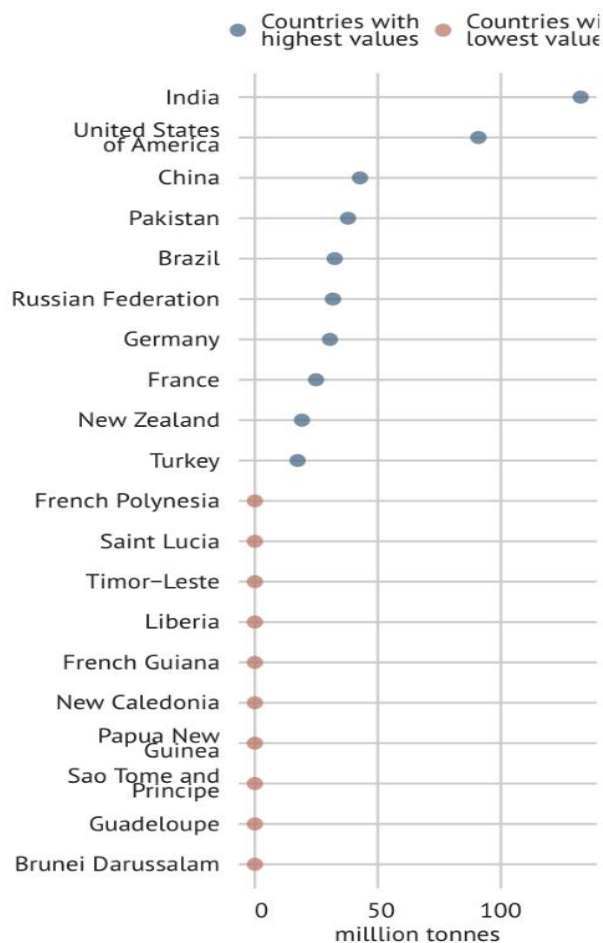 Countries with
highest values
Countries wi
lowest value
India
United States
of America
China
Pakistan
Brazil
Russian Federation
Germany
France
New Zealand
Turkey
French Polynesia
Saint Lucia
Timor−Leste
Liberia
French Guiana
New Caledonia
Papua New
Guinea
Sao Tome and
Principe
Guadeloupe
Brunei Darussalam
0 50 100
milllion tonnes